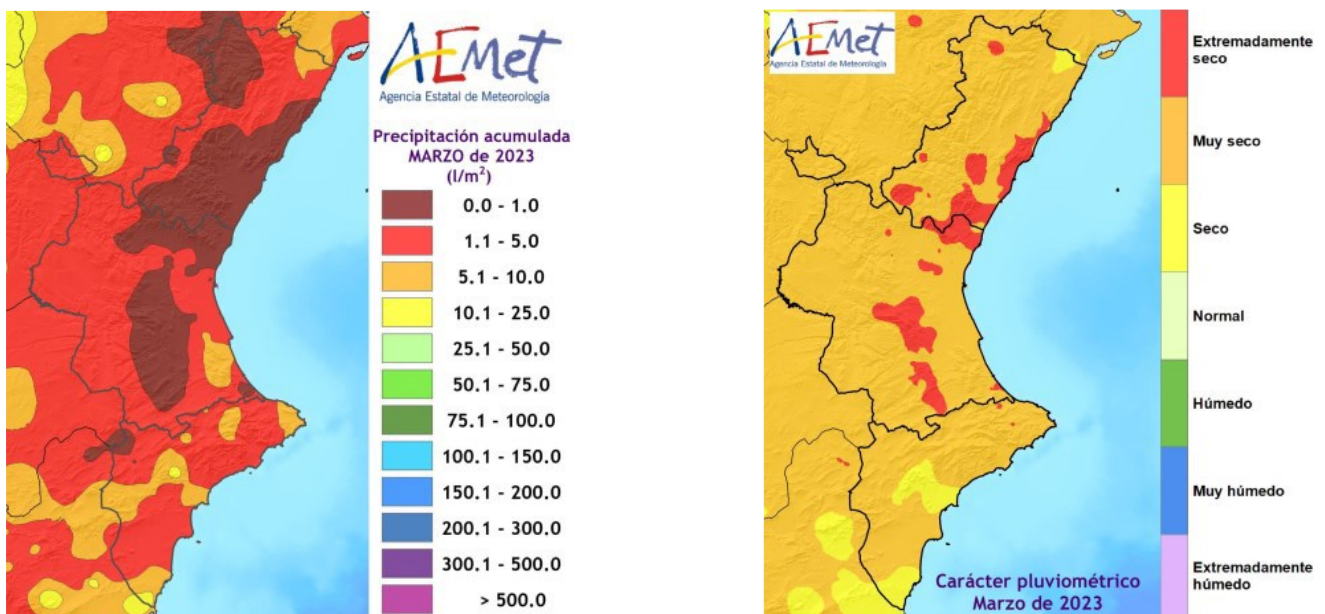 AEMet
Agencia Estatal de Meteorología
Precipitación acumulada
MARZO de 2023
(l/m²)
0.0 - 1.0
1.1 - 5.0
5.1 - 10.0
10.1 - 25.0
25.1 - 50.0
50.1 - 75.0
75.1 - 100.0
100.1 - 150.0
150.1 - 200.0
200.1 - 300.0
300.1 - 500.0
> 500.0
AEMet
Agencia Estatal de Meteorología
Extremadamente
seco
Muy seco
Seco
Normal
Húmedo
Muy húmedo
Extremadamente
húmedo
Carácter pluviométrico
Marzo de 2023